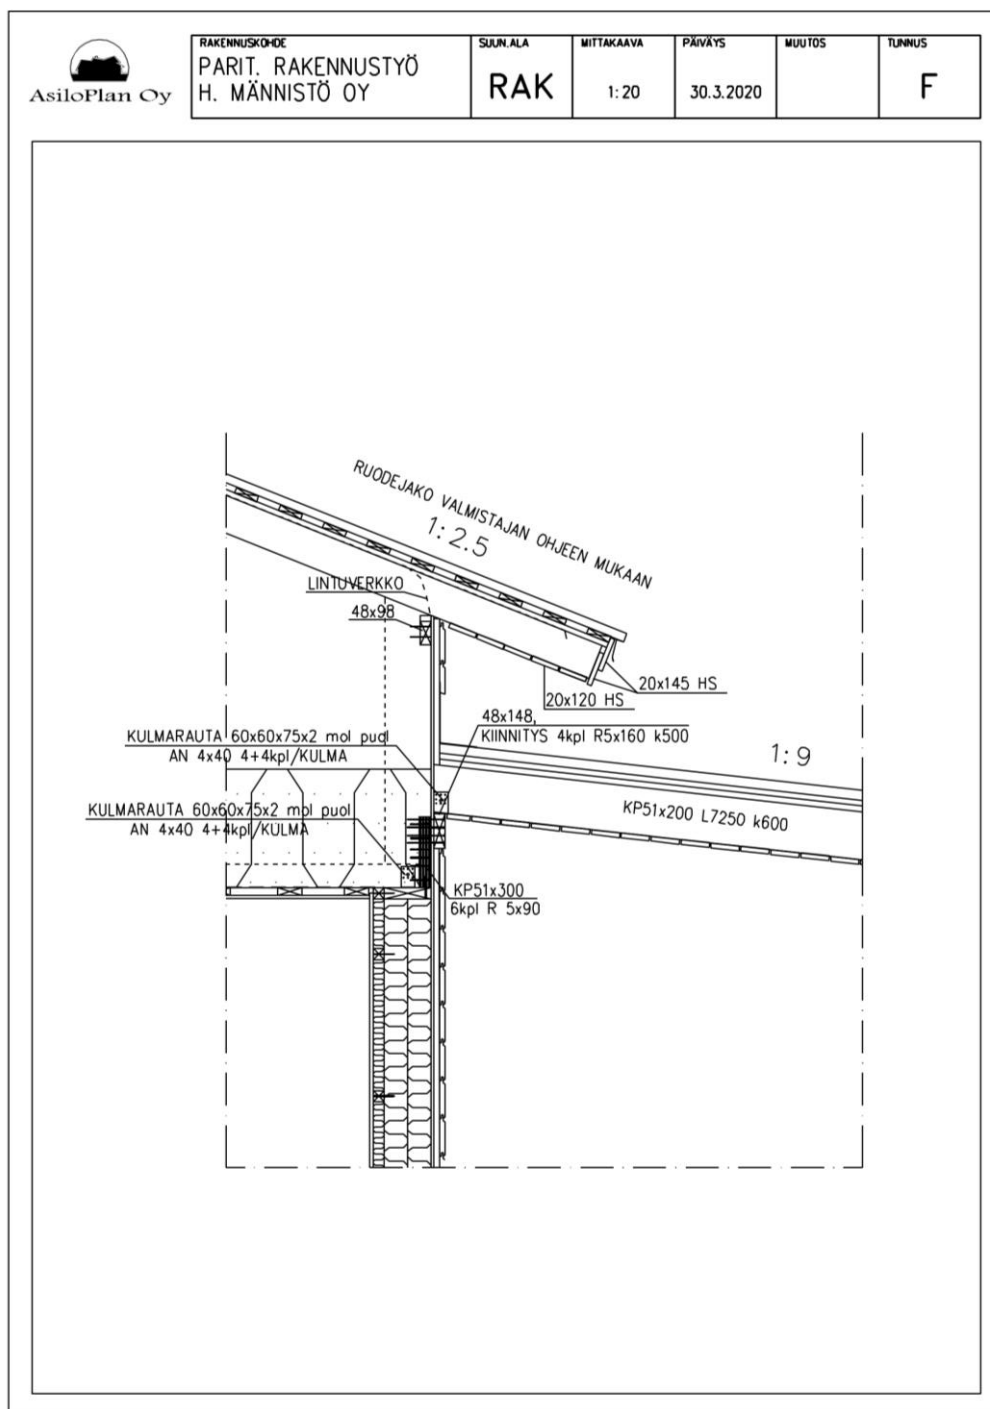 AsiloPlan Oy
RAKENNUSKOHDE
PARIT. RAKENNUSTYÖ
H. MÄNNISTÖ OY
SUUN.ALA
RAK
MITTAKAAVA
1:20
PÄIVÄYS
30.3.2020
MUUTOS
TUNNUS
F
RUODEJAKO VALMISTAJAN OHJEEN MUKAAN
1:2.5
LINTUVERKKO
48x98
20x145 HS
20x120 HS
48x148,
KIINNITYS 4kpl R5x160 k500
KULMARAUTA 60x60x75x2 mol puol
AN 4x40 4+4kpl/KULMA
1:9
KULMARAUTA 60x60x75x2 mol puol
AN 4x40 4+4kpl/KULMA
KP51x200 L7250 k600
KP51x300
6kpl R 5x90